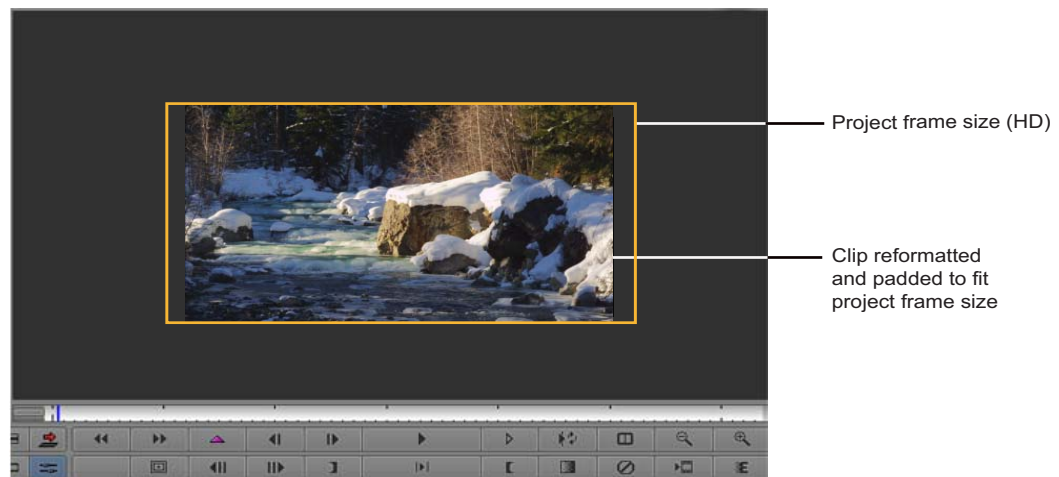 Project frame size (HD)
Clip reformatted
and padded to fit
project frame size